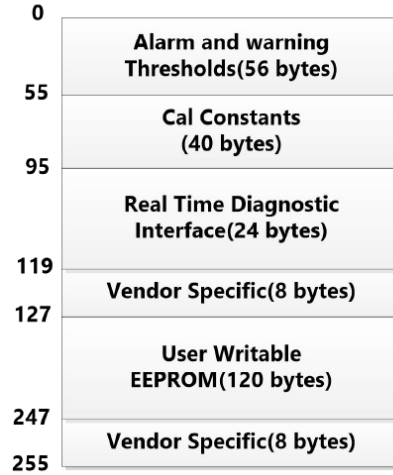 0
Alarm and warning
Thresholds(56 bytes)
55
Cal Constants
(40 bytes)
95
Real Time Diagnostic
Interface(24 bytes)
119
Vendor Specific(8 bytes)
127
User Writable
EEPROM(120 bytes)
247
Vendor Specific(8 bytes)
255